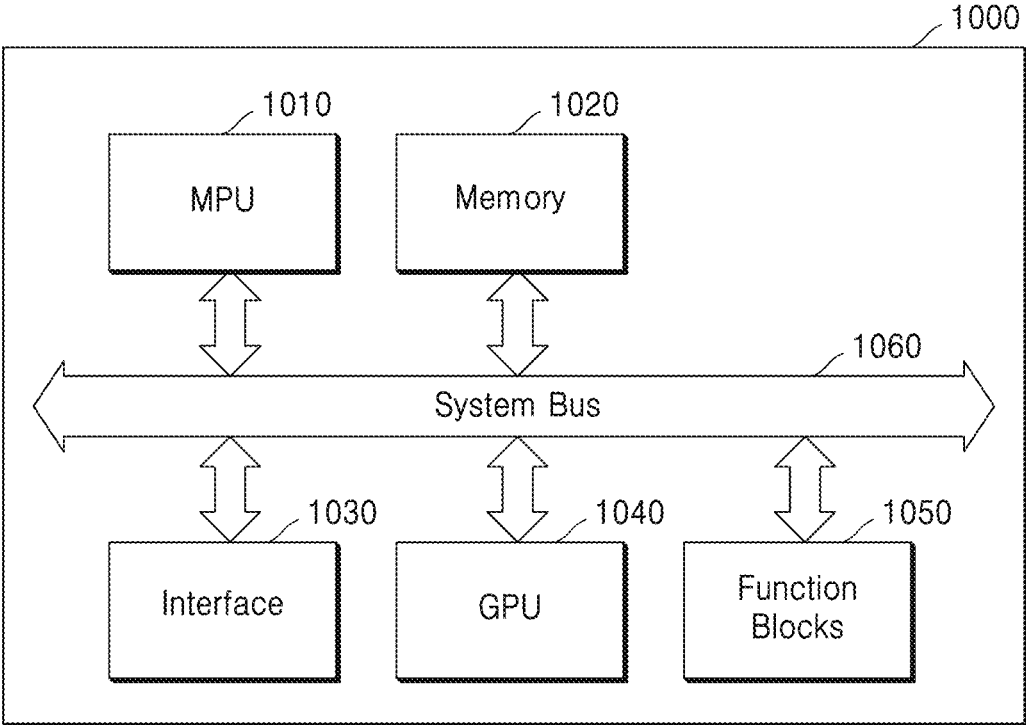 1000
1010
1020
MPU
Memory
1060
System Bus
1030
1040
1050
Interface
GPU
Function
Blocks